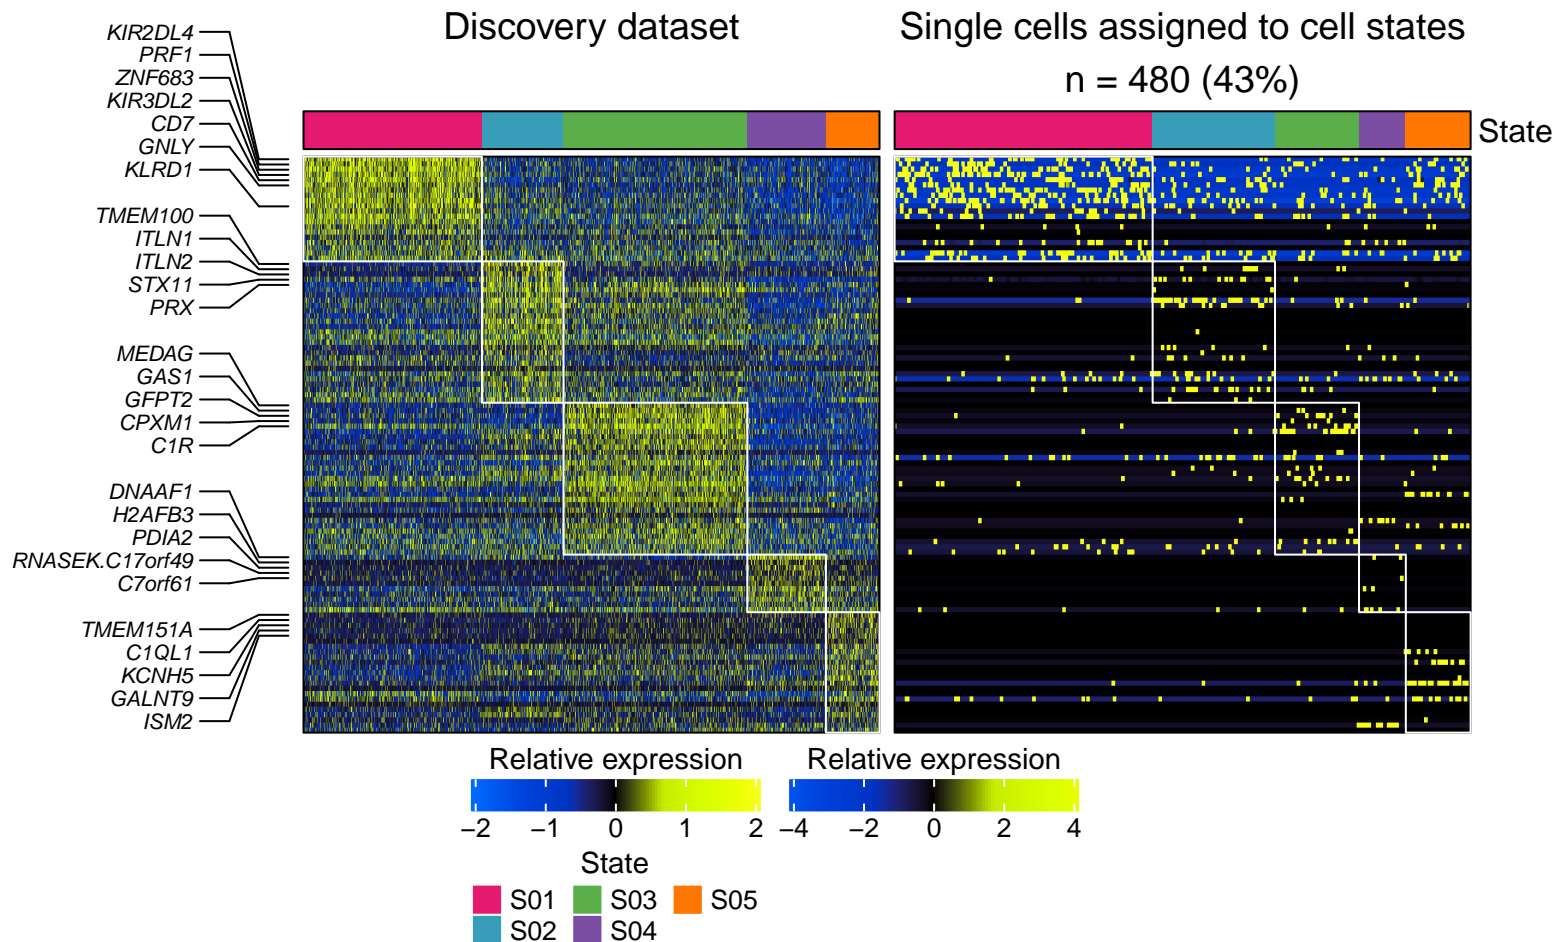 Discovery dataset
Single cells assigned to cell states
n = 480 (43%)
State
KIR2DL4
PRF1
ZNF683
KIR3DL2
CD7
GNLY
KLRD1
TMEM100
ITLN1
ITLN2
STX11
PRX
MEDAG
GAS1
GFPT2
CPXM1
C1R
DNAAF1
H2AFB3
PDIA2
RNASEK.C17orf49
C7orf61
TMEM151A
C1QL1
KCNH5
GALNT9
ISM2
Relative expression
−2 −1 0 1 2
Relative expression
−4 −2 0 2 4
State
S01 S03 S05
S02 S04